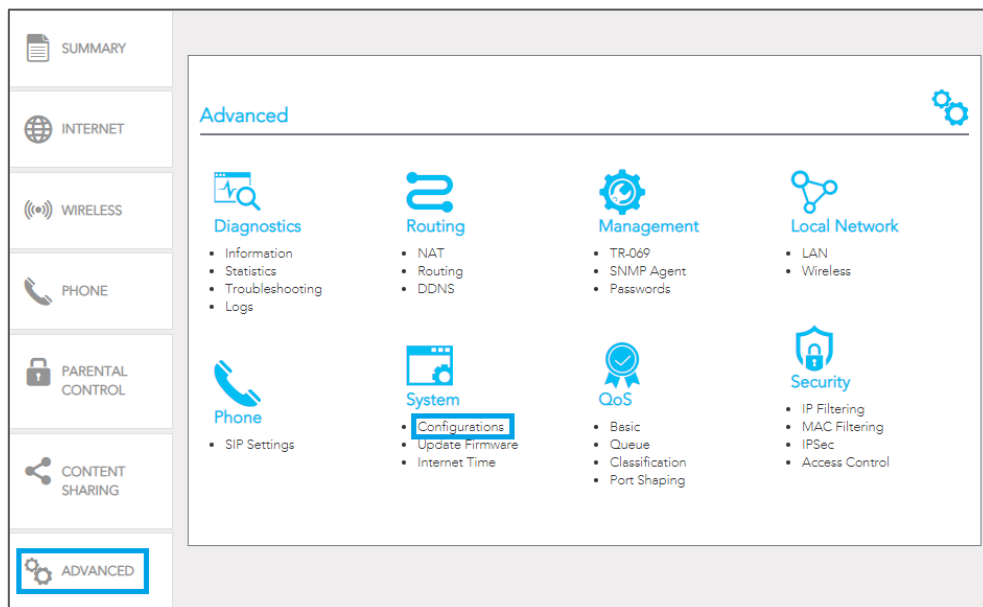 SUMMARY
INTERNET
WIRELESS
PHONE
PARENTAL
CONTROL
CONTENT
SHARING
ADVANCED
Advanced
Diagnostics
• Information
• Statistics
• Troubleshooting
• Logs
Routing
• NAT
• Routing
• DDNS
Management
• TR-069
• SNMP Agent
• Passwords
Local Network
• LAN
• Wireless
Phone
• SIP Settings
System
• Configurations
• Update Firmware
• Internet Time
QoS
• Basic
• Queue
• Classification
• Port Shaping
Security
• IP Filtering
• MAC Filtering
• IPSec
• Access Control